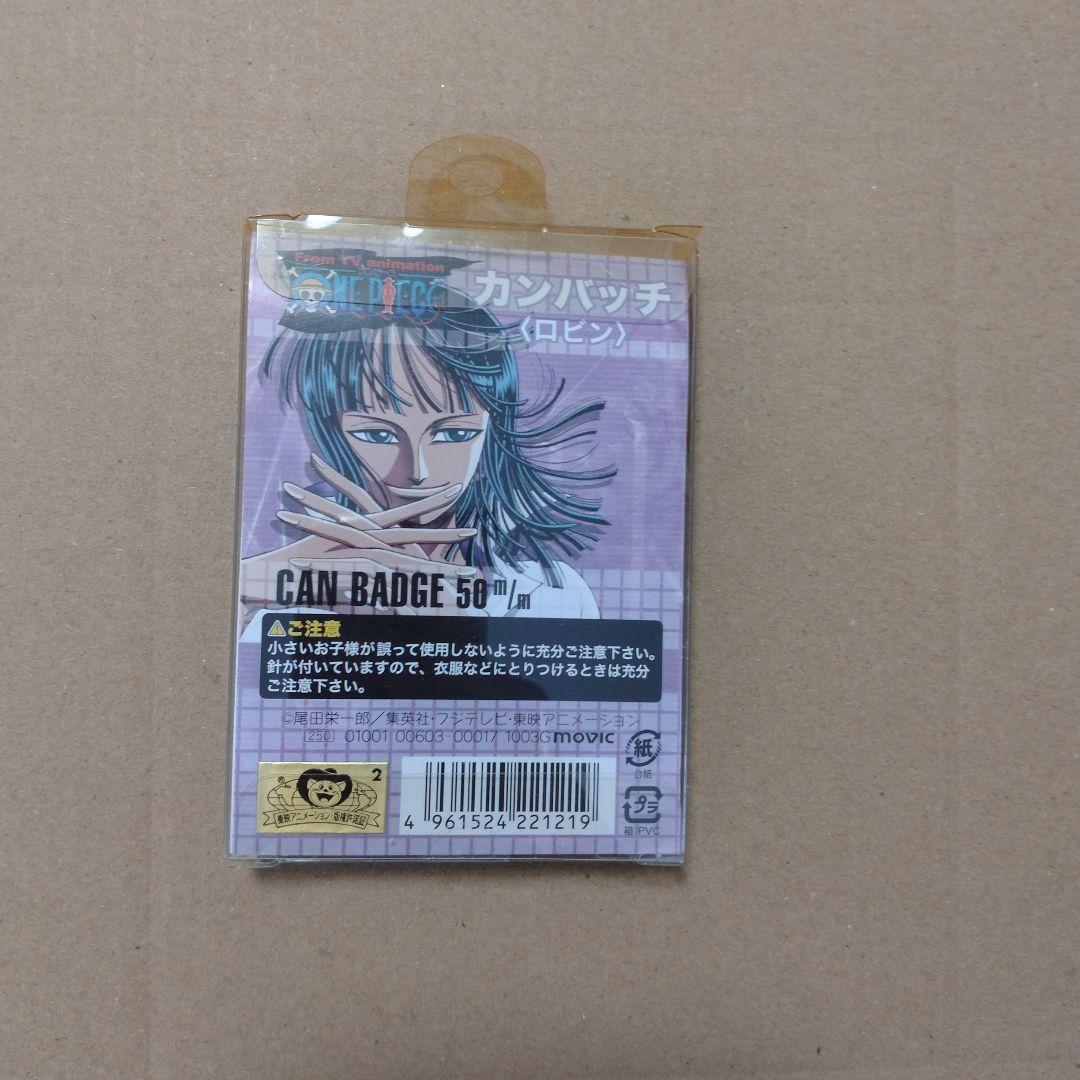 From TV animation
ONE PIECE
カンバッチ
〈ロビン〉
CAN BADGE 50 m/m
⚠ご注意
小さいお子様が誤って使用しないように充分ご注意下さい。
針が付いていますので、衣服などにとりつけるときは充分
ご注意下さい。
©尾田栄一郎／集英社・フジテレビ・東映アニメーション
250 01001 00603-00017 1003G movic
紙
台紙
2
東映アニメーション・版権許諾証
4 961524 221219
プラ
箱 PVC